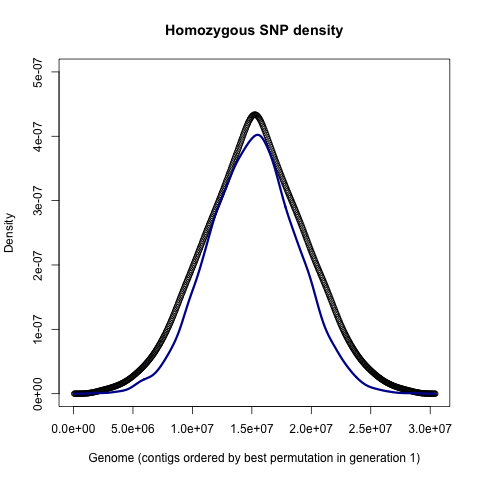 Homozygous SNP density
5e-07
4e-07
3e-07
2e-07
1e-07
0e+00
Density
0.0e+00 5.0e+06 1.0e+07 1.5e+07 2.0e+07 2.5e+07 3.0e+07
Genome (contigs ordered by best permutation in generation 1)